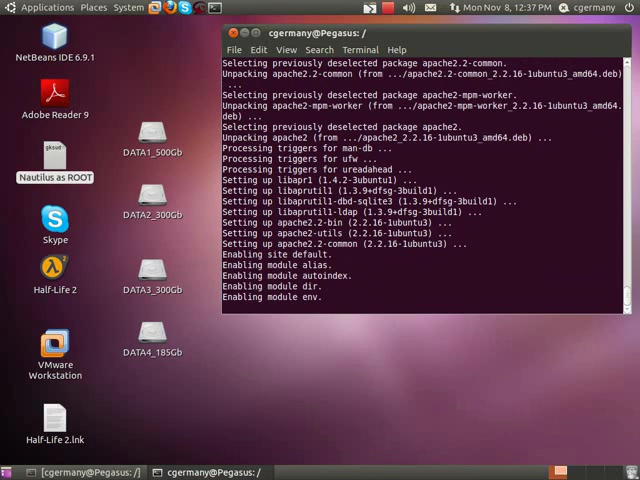 Applications Places System
Mon Nov 8, 12:37 PM
cgermany
NetBeans IDE 6.9.1
Adobe Reader 9
gksud
Nautilus as ROOT
Skype
Half-Life 2
VMware
Workstation
Half-Life 2.lnk
DATA1_500Gb
DATA2_300Gb
DATA3_300Gb
DATA4_185Gb
cgermany@Pegasus: /
File Edit View Search Terminal Help
Selecting previously deselected package apache2.2-common.
Unpacking apache2.2-common (from .../apache2.2-common_2.2.16-1ubuntu3_amd64.deb)
...
Selecting previously deselected package apache2-mpm-worker.
Unpacking apache2-mpm-worker (from .../apache2-mpm-worker_2.2.16-1ubuntu3_amd64.
deb) ...
Selecting previously deselected package apache2.
Unpacking apache2 (from .../apache2_2.2.16-1ubuntu3_amd64.deb) ...
Processing triggers for man-db ...
Processing triggers for ufw ...
Processing triggers for ureadahead ...
Setting up libapr1 (1.4.2-3ubuntu1) ...
Setting up libaprutil1 (1.3.9+dfsg-3build1) ...
Setting up libaprutil1-dbd-sqlite3 (1.3.9+dfsg-3build1) ...
Setting up libaprutil1-ldap (1.3.9+dfsg-3build1) ...
Setting up apache2.2-bin (2.2.16-1ubuntu3) ...
Setting up apache2-utils (2.2.16-1ubuntu3) ...
Setting up apache2.2-common (2.2.16-1ubuntu3) ...
Enabling site default.
Enabling module alias.
Enabling module autoindex.
Enabling module dir.
Enabling module env.
[cgermany@Pegasus: /]
cgermany@Pegasus: /